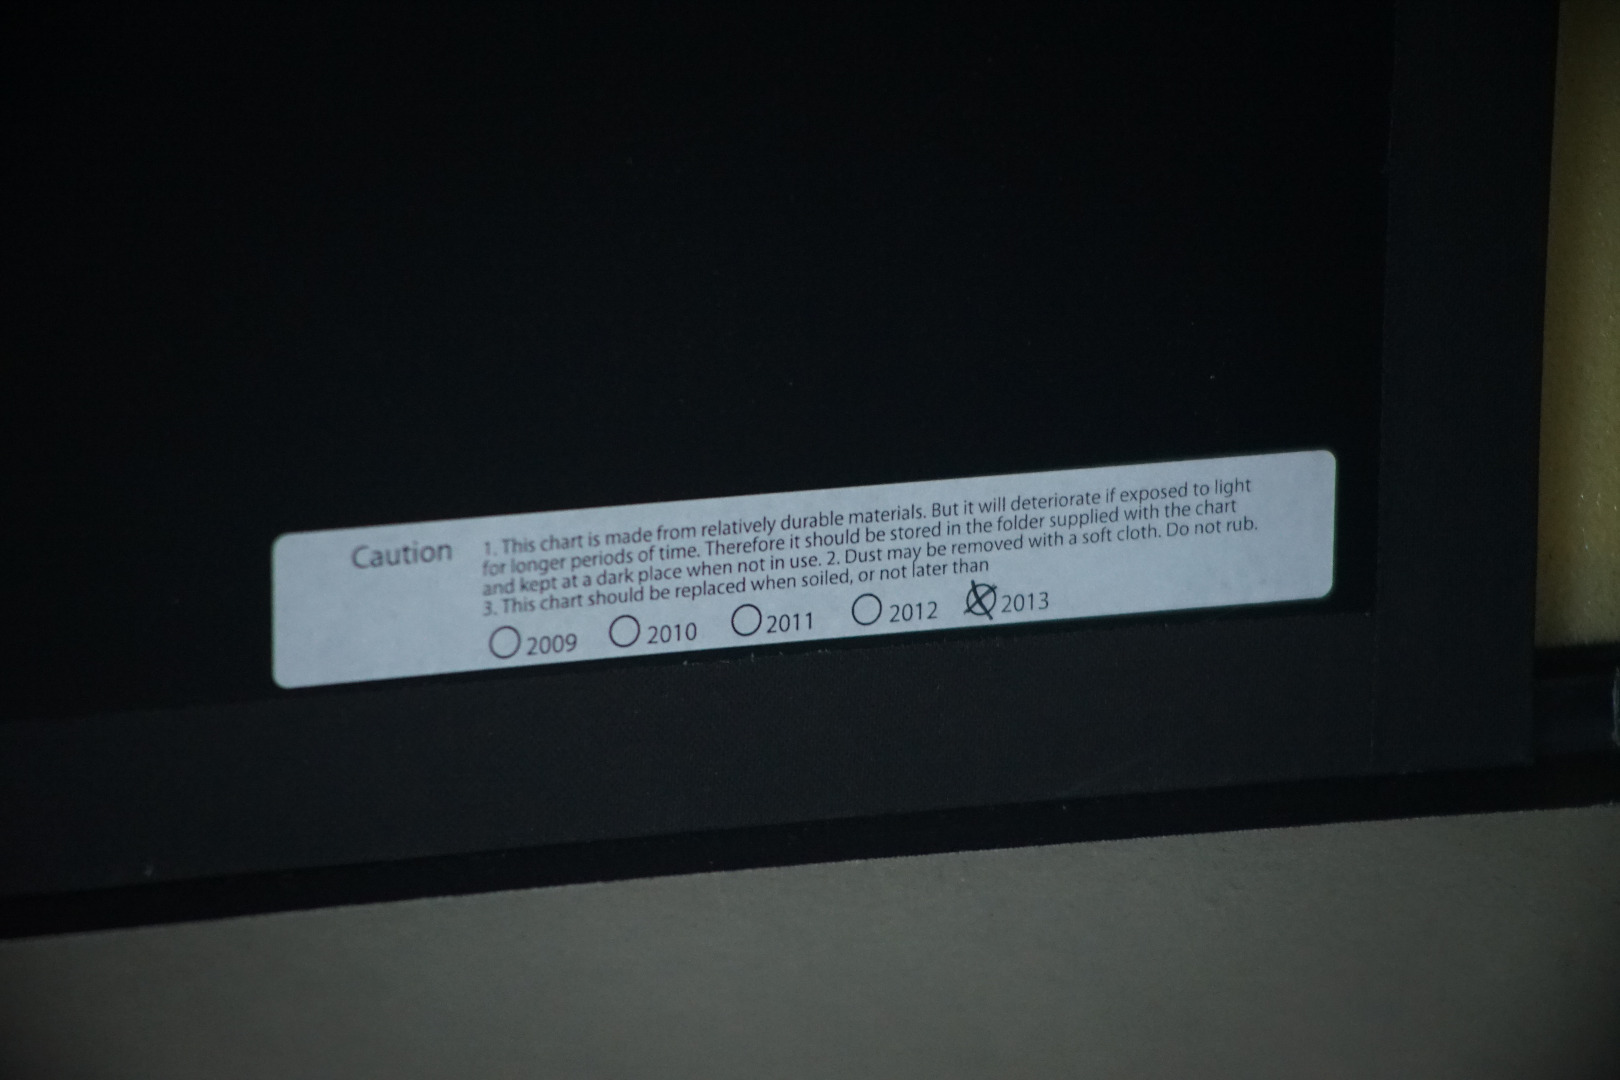 Caution
1. This chart is made from relatively durable materials. But it will deteriorate if exposed to light
for longer periods of time. Therefore it should be stored in the folder supplied with the chart
and kept at a dark place when not in use. 2. Dust may be removed with a soft cloth. Do not rub.
3. This chart should be replaced when soiled, or not later than
2009 2010 2011 2012 2013